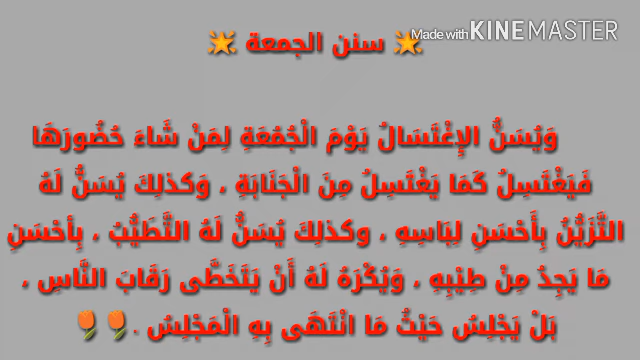 Made with KINEMASTER
🌟 سنن الجمعة 🌟
وَيُسَنُّ الإِغْتَسَالُ يَوْمَ الْجُمُعَةِ لِمَنْ شَاءَ حُضُورَهَا
فَيَغْتَسِلُ كَمَا يَغْتَسِلُ مِنَ الْجَنَابَةِ ، وَكَذلِكَ يُسَنُّ لَهُ
التَّزَيُّنُ بِأَحْسَنِ لِبَاسِهِ ، وكذلِكَ يُسَنُّ لَهُ التَّطَيُّبُ ، بِأحْسَنِ
مَا يَجِدُ مِنْ طِيْبِهِ ، وَيُكْرَهُ لَهُ أَنْ يَتَخَطَّى رَقَابَ النَّاسِ ،
بَلْ يَجْلِسُ حَيْثُ مَا انْتَهَى بِهِ الْمَجْلِسُ .🌷🌷